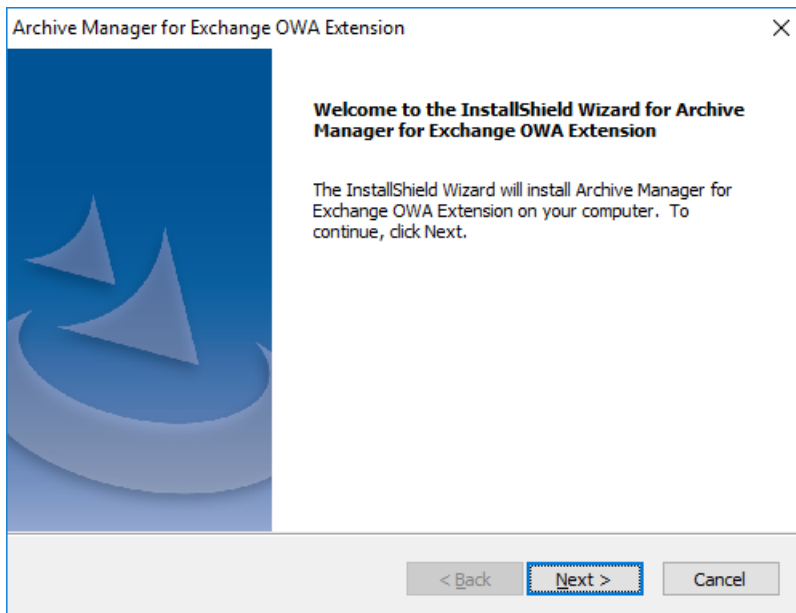 Archive Manager for Exchange OWA Extension
Welcome to the InstallShield Wizard for Archive
Manager for Exchange OWA Extension
The InstallShield Wizard will install Archive Manager for
Exchange OWA Extension on your computer. To
continue, click Next.
< Back
Next >
Cancel